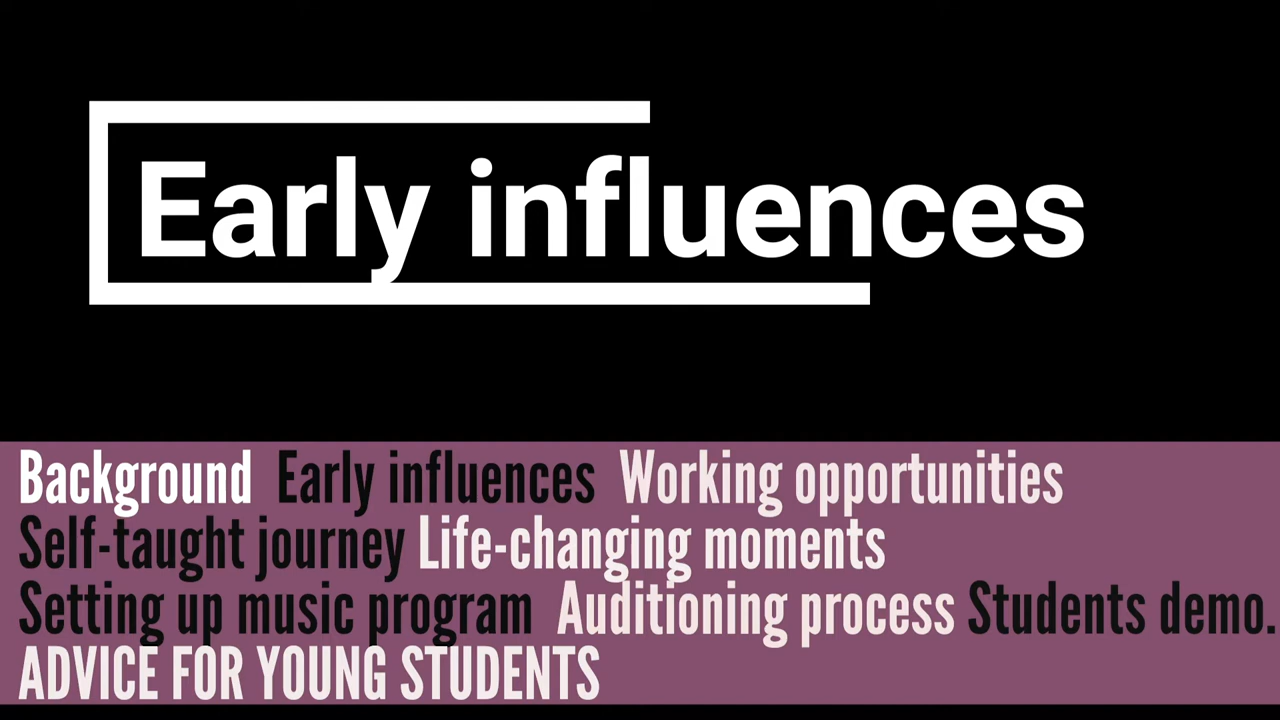 Early influences
Background Early influences Working opportunities
Self-taught journey Life-changing moments
Setting up music program Auditioning process Students demo.
ADVICE FOR YOUNG STUDENTS